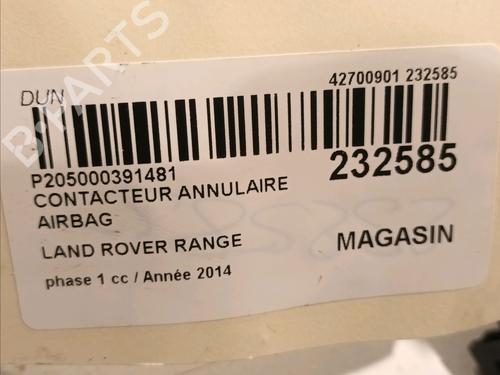 DUN
42700901 232585
P205000391481
232585
CONTACTEUR ANNULAIRE
AIRBAG
LAND ROVER RANGE
MAGASIN
phase 1 cc / Année 2014
B-PARTS